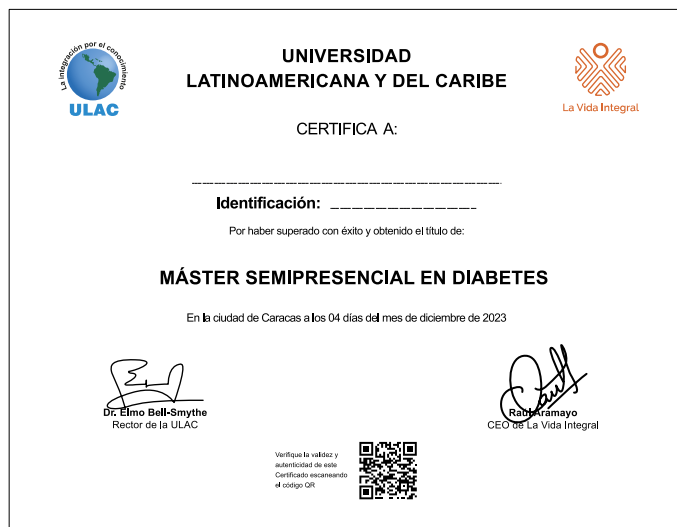 La integración por el conocimiento
ULAC
UNIVERSIDAD
LATINOAMERICANA Y DEL CARIBE
La Vida Integral
CERTIFICA A:
Identificación:
Por haber superado con éxito y obtenido el título de:
MÁSTER SEMIPRESENCIAL EN DIABETES
En la ciudad de Caracas a los 04 días del mes de diciembre de 2023
Dr. Elmo Bell-Smythe
Rector de la ULAC
Raúl Aramayo
CEO de La Vida Integral
Verifique la validez y
autenticidad de este
Certificado escaneando
el código QR